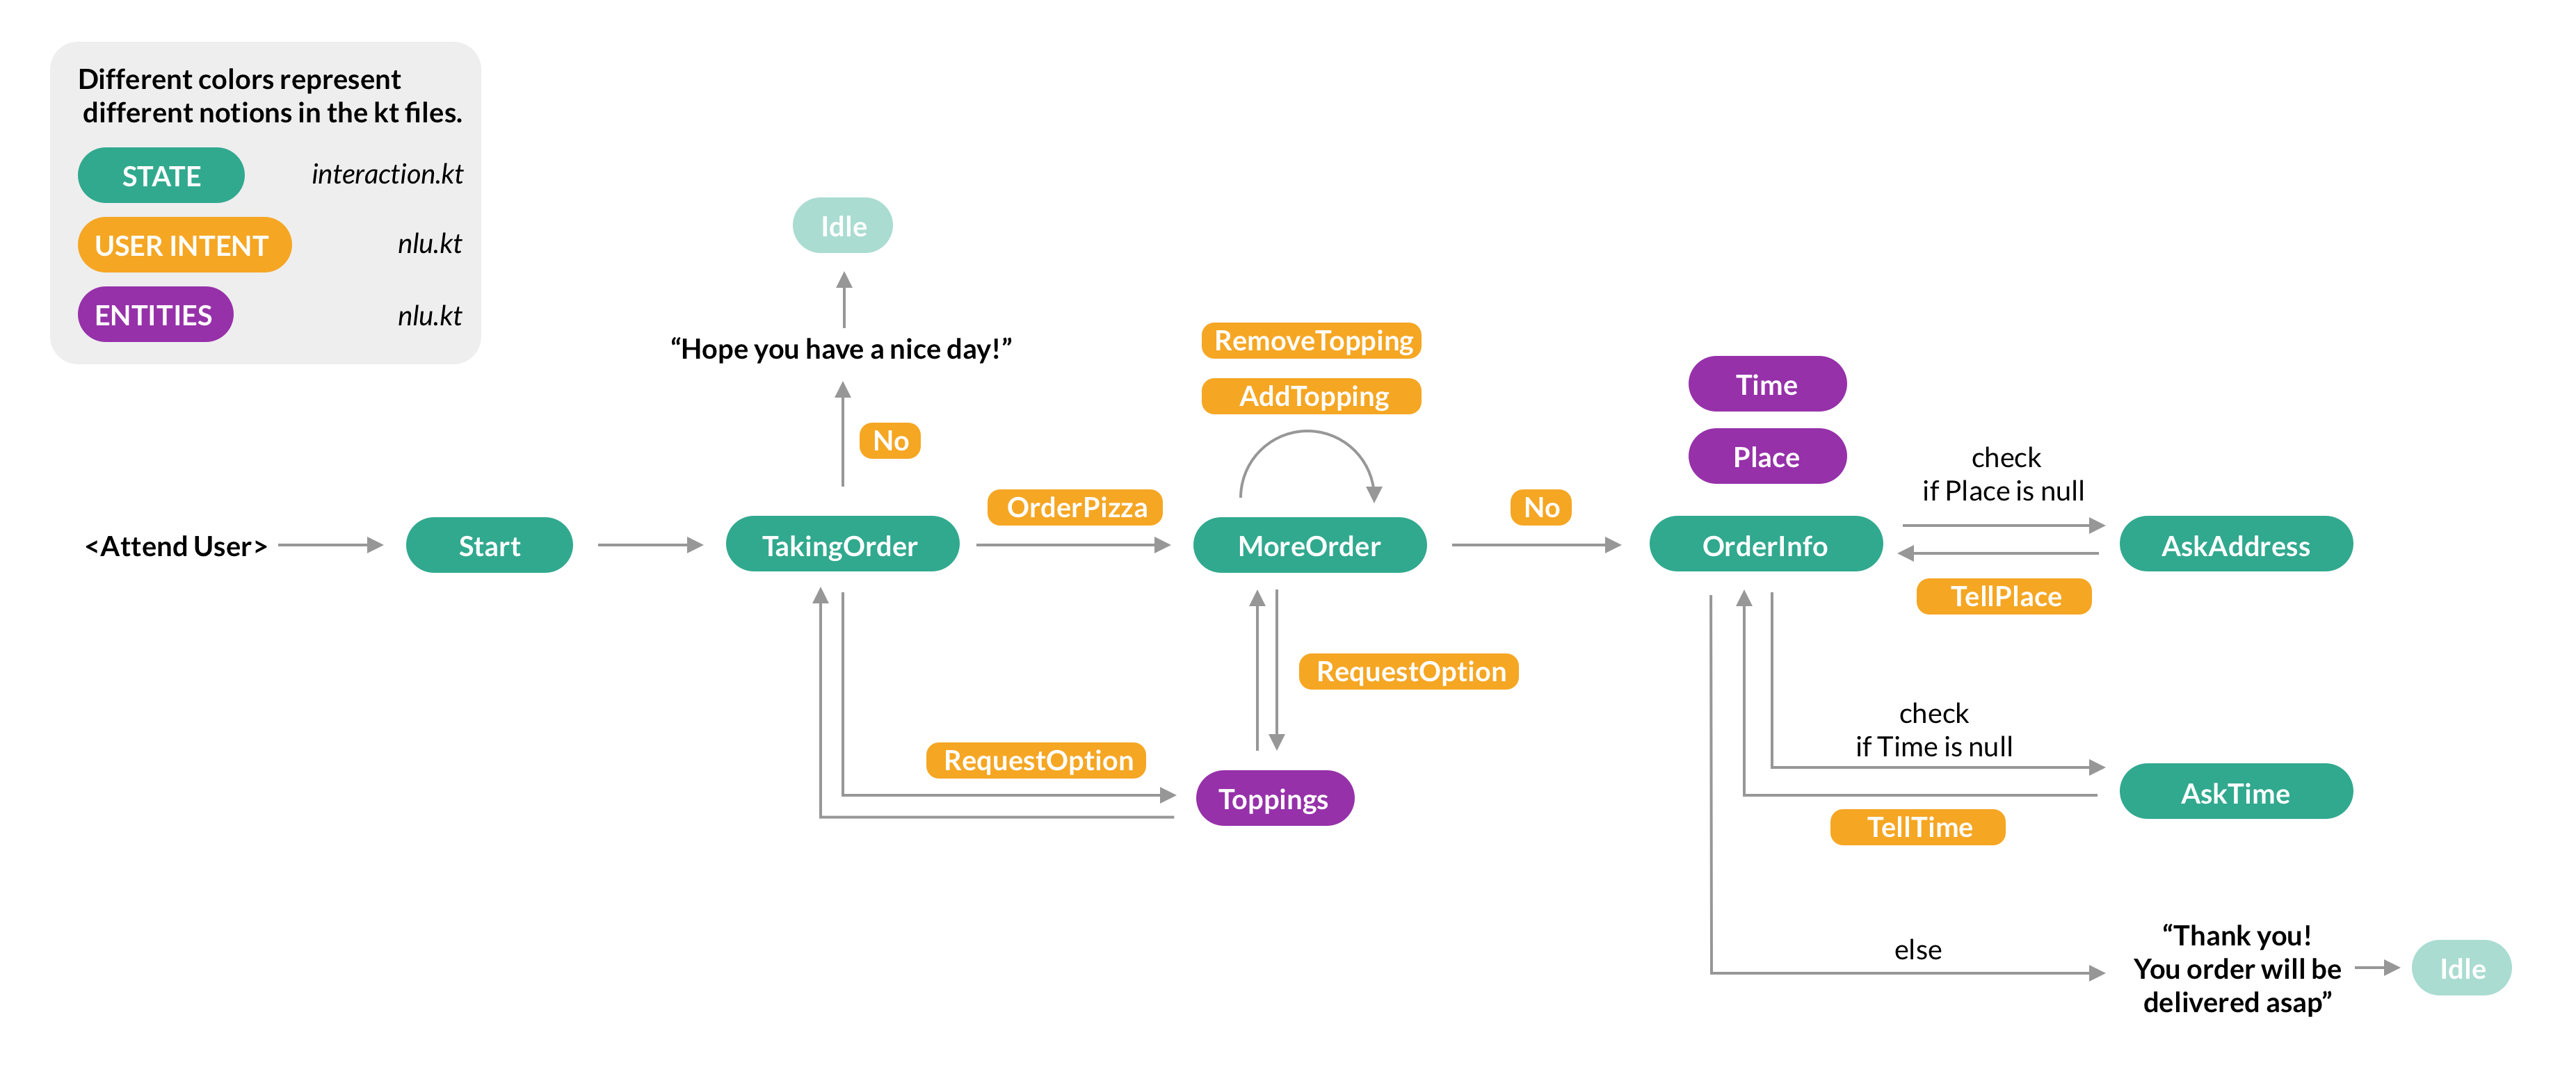 Different colors represent
different notions in the kt files.
STATE
interaction.kt
USER INTENT
nlu.kt
ENTITIES
nlu.kt
Idle
“Hope you have a nice day!”
No
<Attend User>
Start
TakingOrder
OrderPizza
RemoveTopping
AddTopping
MoreOrder
No
RequestOption
RequestOption
Toppings
Time
Place
OrderInfo
check
if Place is null
AskAddress
TellPlace
check
if Time is null
AskTime
TellTime
else
“Thank you!
You order will be
delivered asap”
Idle